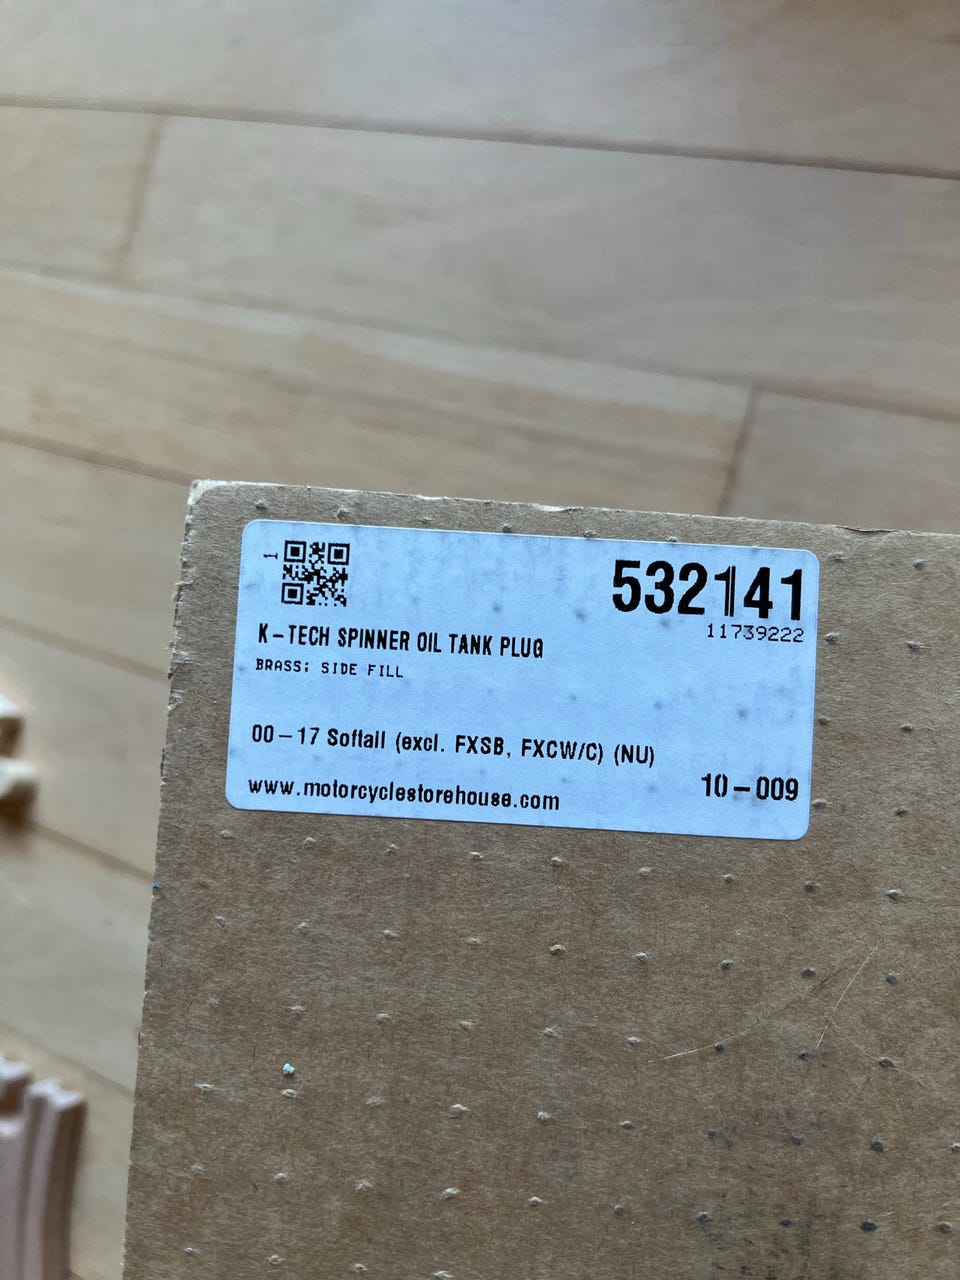 1
532141
11739222
K-TECH SPINNER OIL TANK PLUG
BRASS; SIDE FILL
00-17 Softail (excl. FXSB, FXCW/C) (NU)
10-009
www.motorcyclestorehouse.com